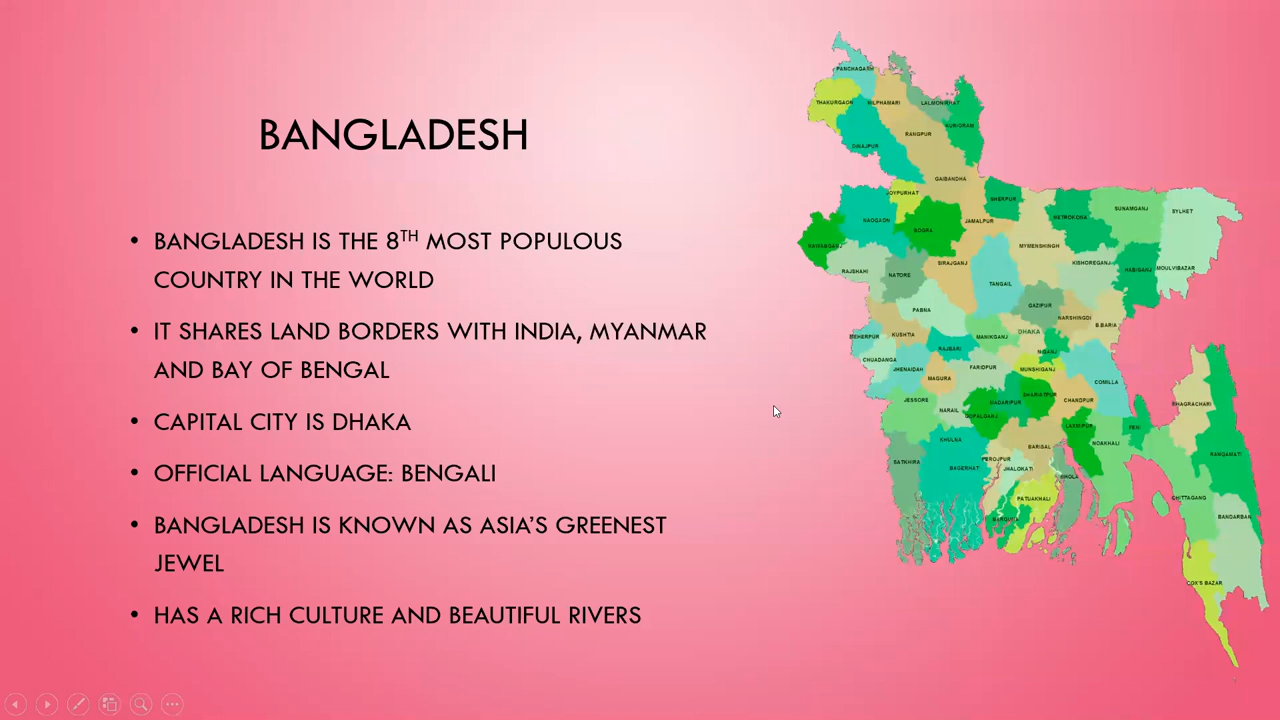 BANGLADESH
• BANGLADESH IS THE 8TH MOST POPULOUS
COUNTRY IN THE WORLD
• IT SHARES LAND BORDERS WITH INDIA, MYANMAR
AND BAY OF BENGAL
• CAPITAL CITY IS DHAKA
• OFFICIAL LANGUAGE: BENGALI
• BANGLADESH IS KNOWN AS ASIA'S GREENEST
JEWEL
• HAS A RICH CULTURE AND BEAUTIFUL RIVERS
PANCHAGARH
THAKURGAON
NILPHAMARI
LALMONIRHAT
KURIGRAM
RANGPUR
DINAJPUR
GAIBANDHA
JOYPURHAT
SHERPUR
NAOGAON
BOGRA
JAMALPUR
NETROKONA
SUNAMGANJ
SYLHET
NAWABGANJ
MYMENSINGH
RAJSHAHI
NATORE
SIRAJGANJ
KISHOREGANJ
HABIGANJ
MOULVIBAZAR
TANGAIL
PABNA
GAZIPUR
NARSHINGDI
B.BARIA
MEHERPUR
KUSHTIA
MANIKGANJ
DHAKA
RAJBARI
CHUADANGA
JHENAIDAH
FARIDPUR
MUNSHIGANJ
MAGURA
COMILLA
JESSORE
NARAIL
MADARIPUR
SHARIATPUR
CHANDPUR
GOPALGANJ
KHAGRACHARI
KHULNA
BARISAL
LAXMIPUR
FENI
NOAKHALI
RANGAMATI
SATKHIRA
BAGERHAT
PEROJPUR
JHALOKATI
BHOLA
PATUAKHALI
BARGUNA
CHITTAGANG
BANDARBAN
COX'S BAZAR